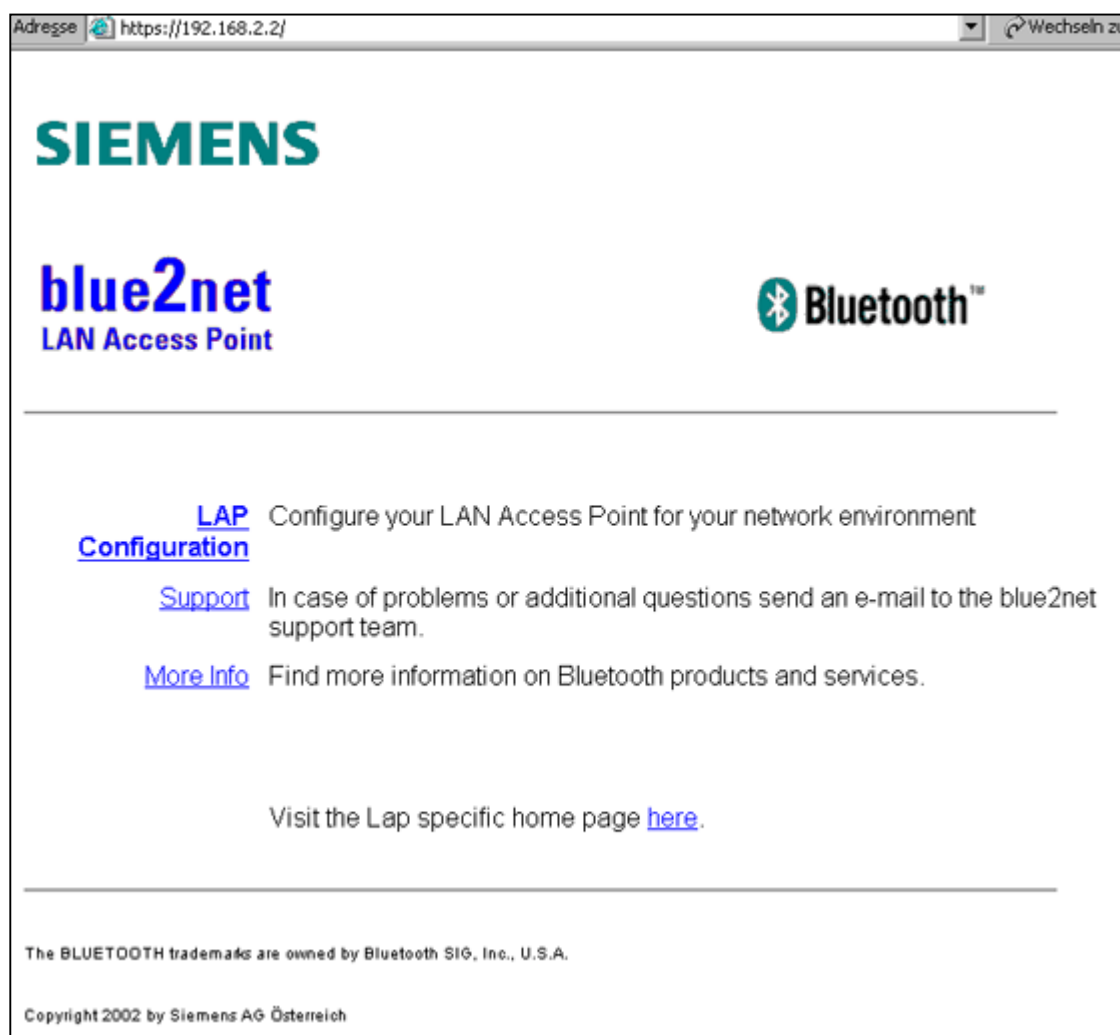 Adresse https://192.168.2.2/ Wechseln zu
SIEMENS
blue2net
LAN Access Point
Bluetooth™
LAP Configure your LAN Access Point for your network environment
Configuration
Support In case of problems or additional questions send an e-mail to the blue2net
support team.
More Info Find more information on Bluetooth products and services.
Visit the Lap specific home page here.
The BLUETOOTH trademarks are owned by Bluetooth SIG, Inc., U.S.A.
Copyright 2002 by Siemens AG Österreich